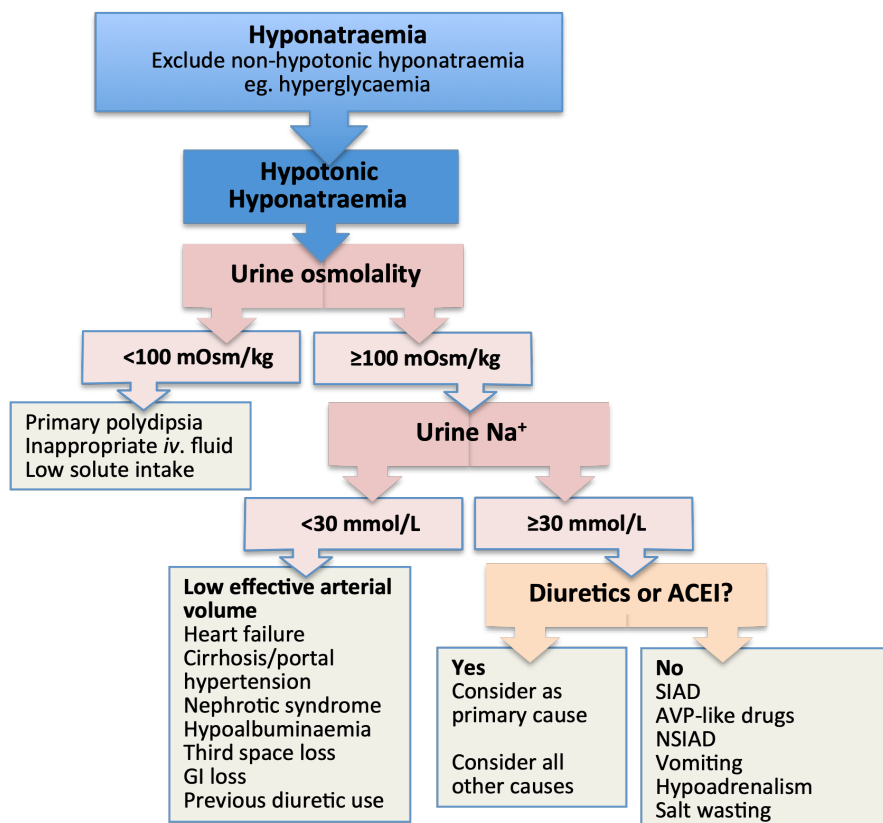 Hyponatraemia
Exclude non-hypotonic hyponatraemia
eg. hyperglycaemia
Hypotonic
Hyponatraemia
Urine osmolality
<100 mOsm/kg
≥100 mOsm/kg
Primary polydipsia
Inappropriate iv. fluid
Low solute intake
Urine Na⁺
<30 mmol/L
≥30 mmol/L
Low effective arterial
volume
Heart failure
Cirrhosis/portal
hypertension
Nephrotic syndrome
Hypoalbuminaemia
Third space loss
GI loss
Previous diuretic use
Diuretics or ACEI?
Yes
Consider as
primary cause
Consider all
other causes
No
SIAD
AVP-like drugs
NSIAD
Vomiting
Hypoadrenalism
Salt wasting